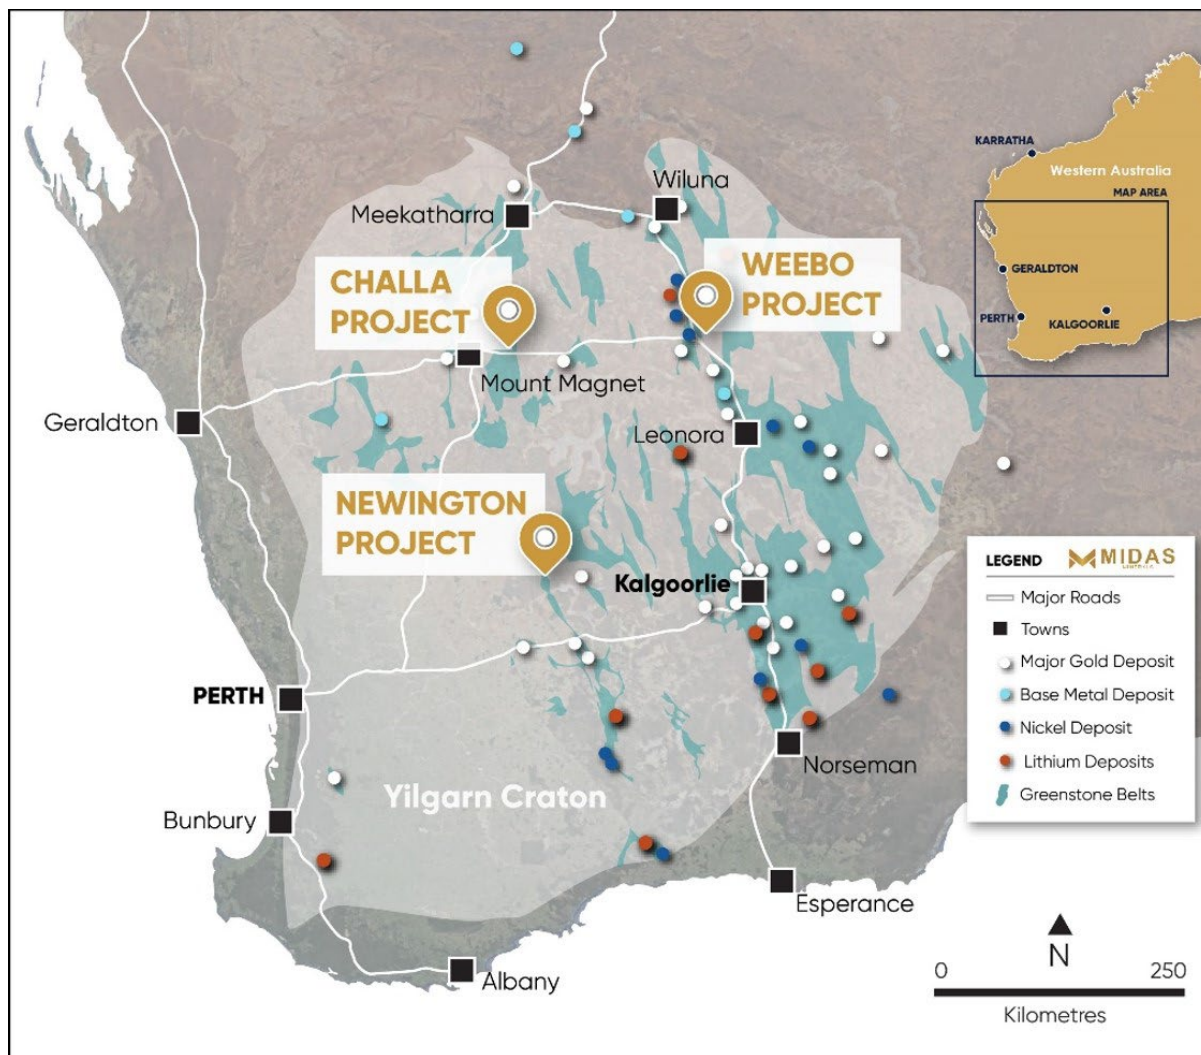 KARRATHA
Western Australia
MAP AREA
GERALDTON
PERTH
KALGOORLIE
Wiluna
Meekatharra
CHALLA
PROJECT
WEEBO
PROJECT
Mount Magnet
Geraldton
Leonora
NEWINGTON
PROJECT
Kalgoorlie
PERTH
Norseman
Yilgarn Craton
Bunbury
Esperance
Albany
LEGEND
MIDAS
Major Roads
Towns
Major Gold Deposit
Base Metal Deposit
Nickel Deposit
Lithium Deposits
Greenstone Belts
N
0 250
Kilometres